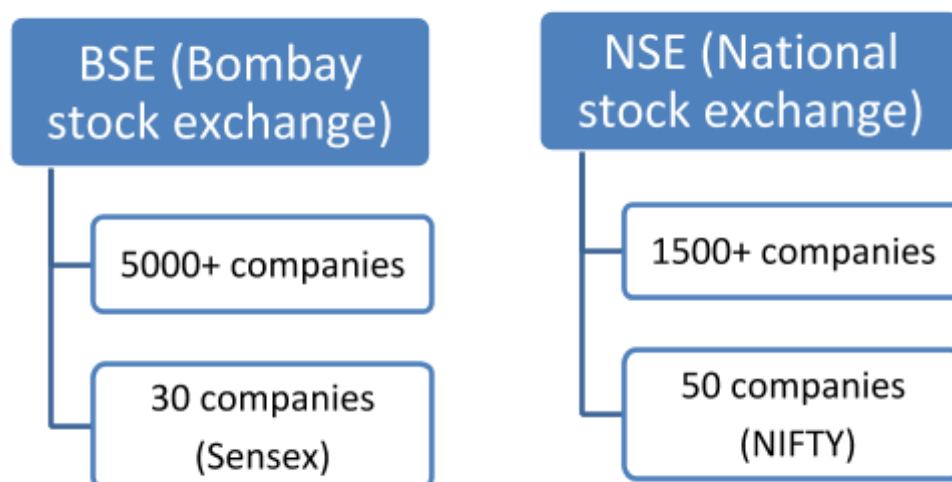 BSE (Bombay
stock exchange)
5000+ companies
30 companies
(Sensex)
NSE (National
stock exchange)
1500+ companies
50 companies
(NIFTY)